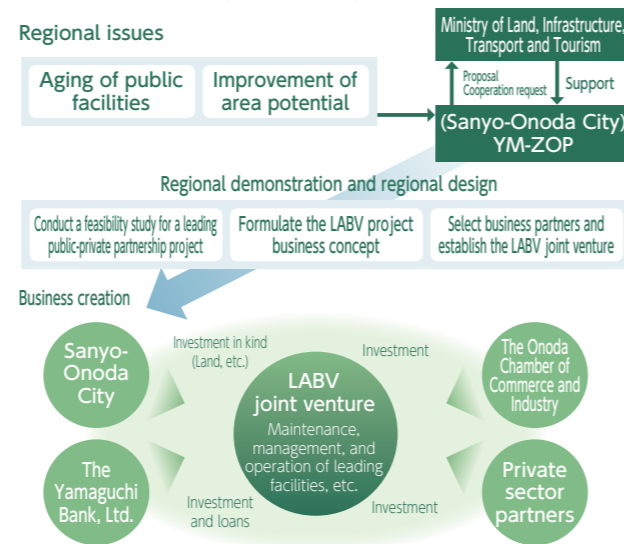 Regional issues
Aging of public
facilities
Improvement of
area potential
Ministry of Land, Infrastructure,
Transport and Tourism
Proposal
Cooperation request
Support
(Sanyo-Onoda City)
YM-ZOP
Regional demonstration and regional design
Conduct a feasibility study for a leading
public-private partnership project
Formulate the LABV project
business concept
Select business partners and
establish the LABV joint venture
Business creation
Sanyo-
Onoda
City
Investment in kind
(Land, etc.)
Investment
The Onoda
Chamber of
Commerce and
Industry
LABV
joint venture
Maintenance,
management, and
operation of leading
facilities, etc.
The
Yamaguchi
Bank, Ltd.
Investment
and loans
Investment
Private
sector
partners